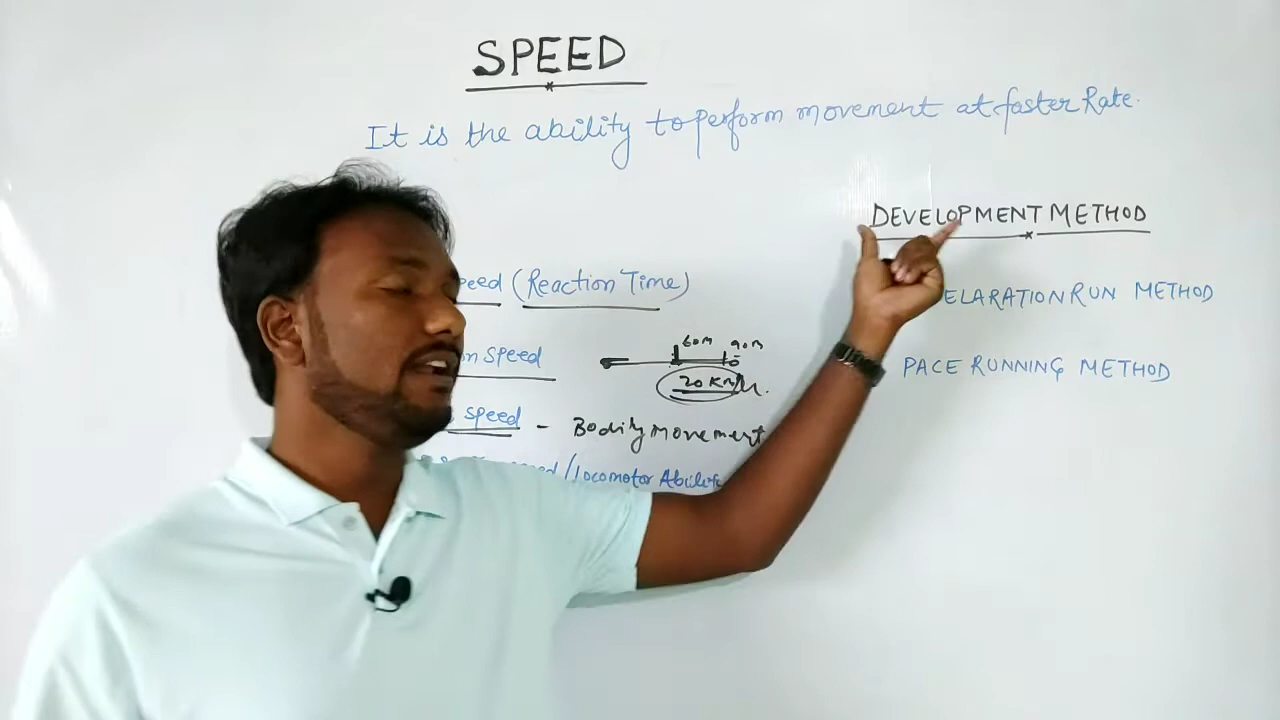 SPEED
It is the ability to perform movement at faster Rate.
DEVELOPMENT METHOD
peed (Reaction Time)
ELARATION RUN METHOD
60m 90m
n Speed
20 Km/h.
PACE RUNNING METHOD
speed - Bodily movement
/Locomotor Ability